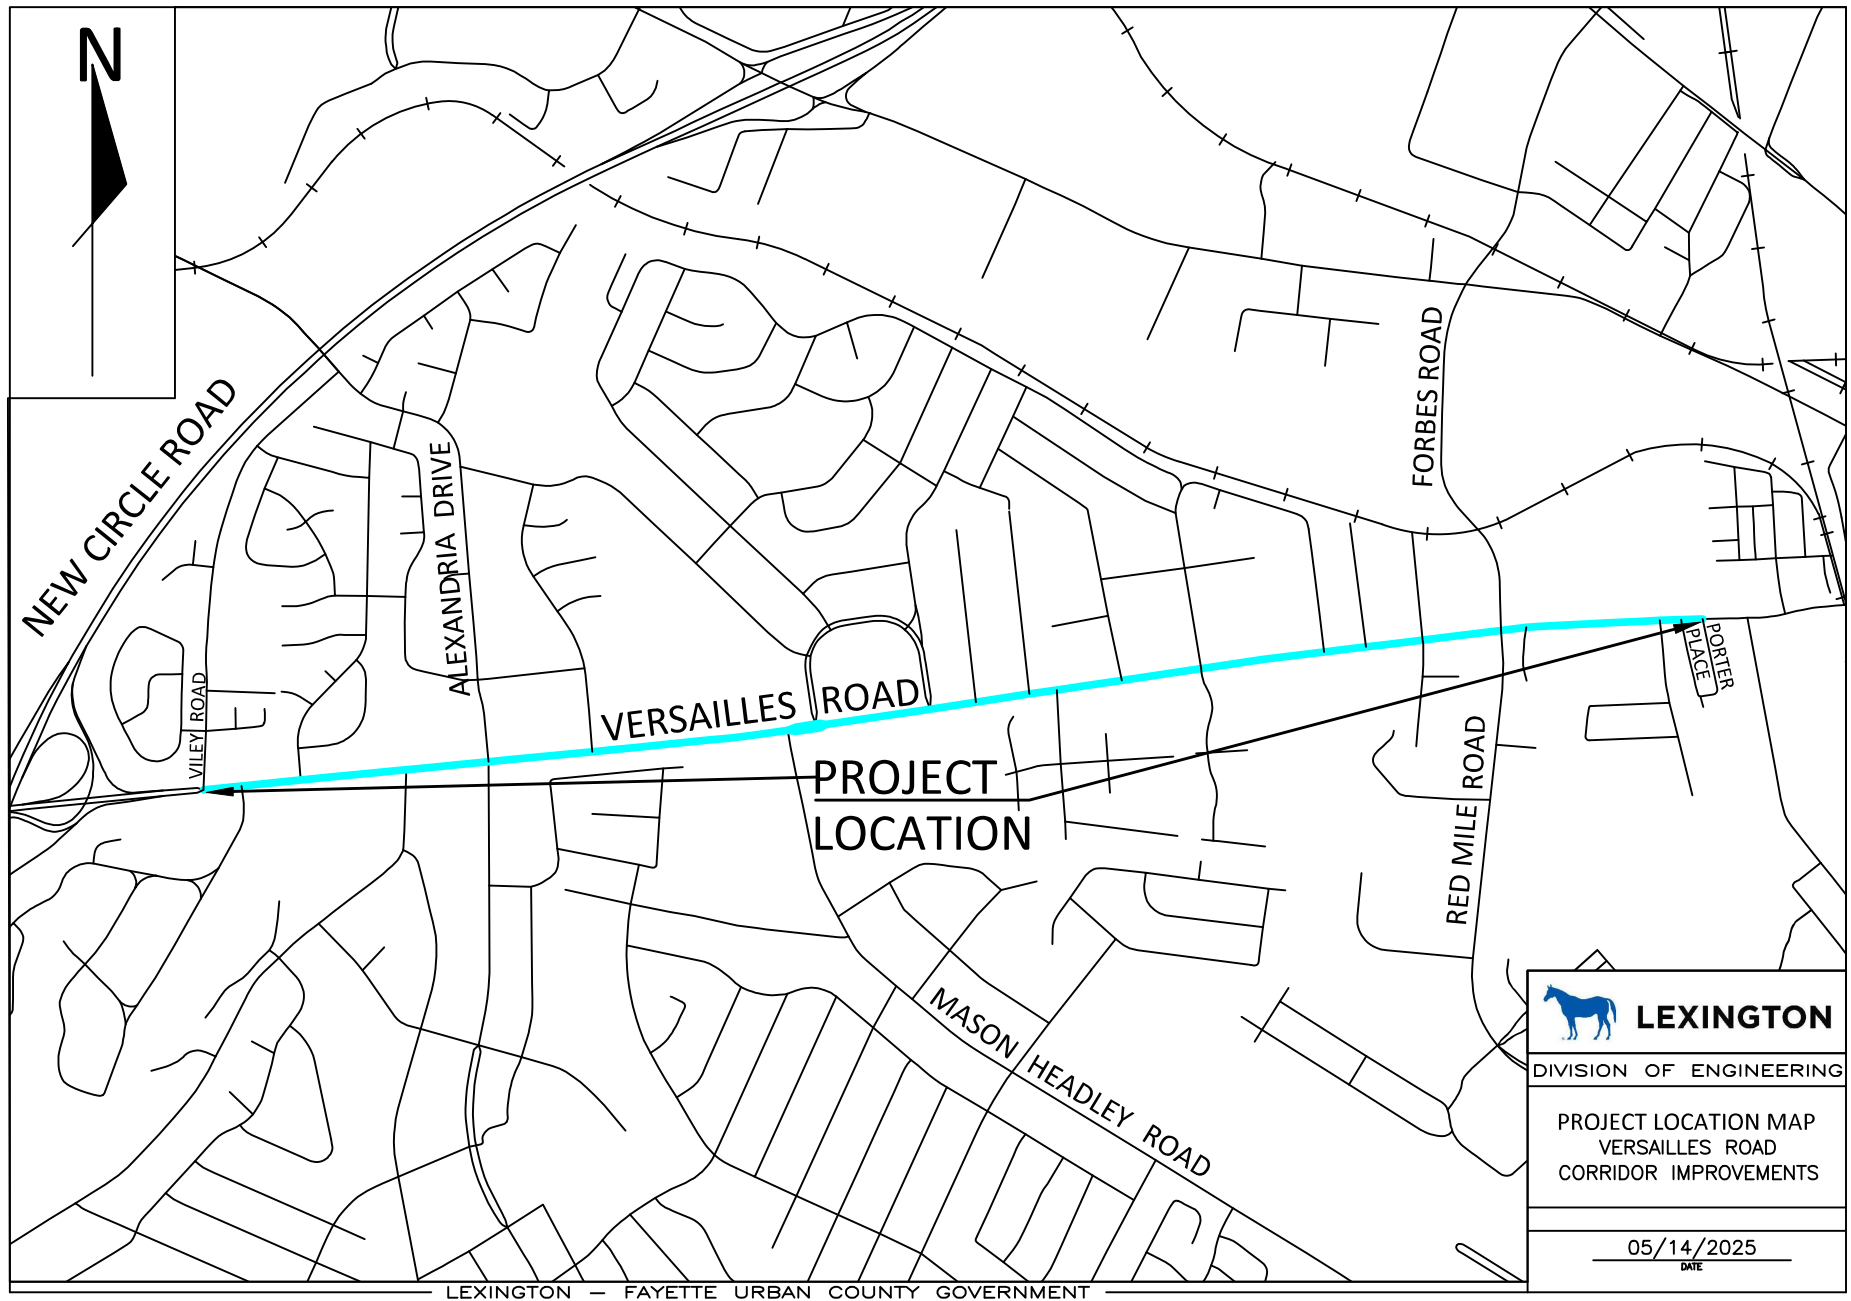 N
NEW CIRCLE ROAD
ALEXANDRIA DRIVE
FORBES ROAD
VILEY ROAD
VERSAILLES ROAD
PORTER
PLACE
PROJECT
LOCATION
RED MILE ROAD
MASON HEADLEY ROAD
LEXINGTON
DIVISION OF ENGINEERING
PROJECT LOCATION MAP
VERSAILLES ROAD
CORRIDOR IMPROVEMENTS
05/14/2025
DATE
LEXINGTON — FAYETTE URBAN COUNTY GOVERNMENT